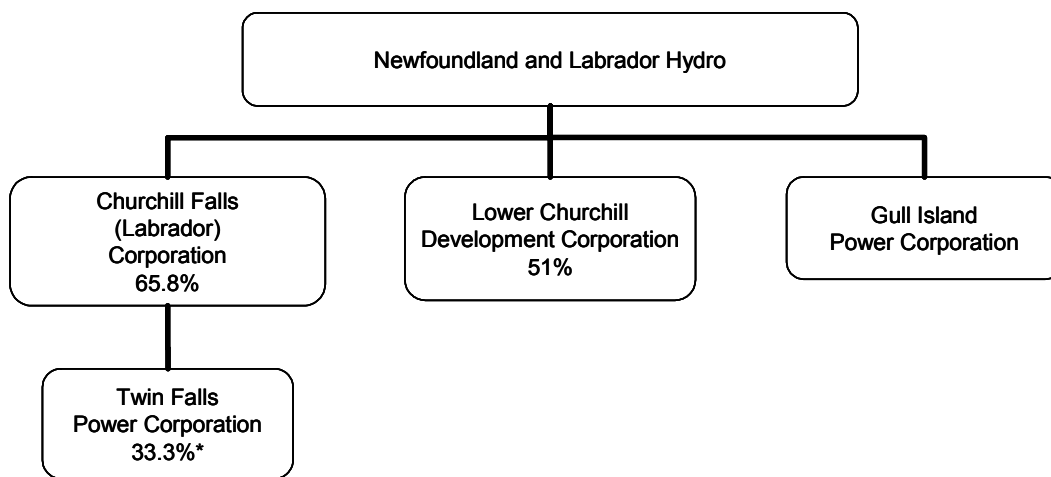 Newfoundland and Labrador Hydro
Churchill Falls
(Labrador)
Corporation
65.8%
Lower Churchill
Development Corporation
51%
Gull Island
Power Corporation
Twin Falls
Power Corporation
33.3%*